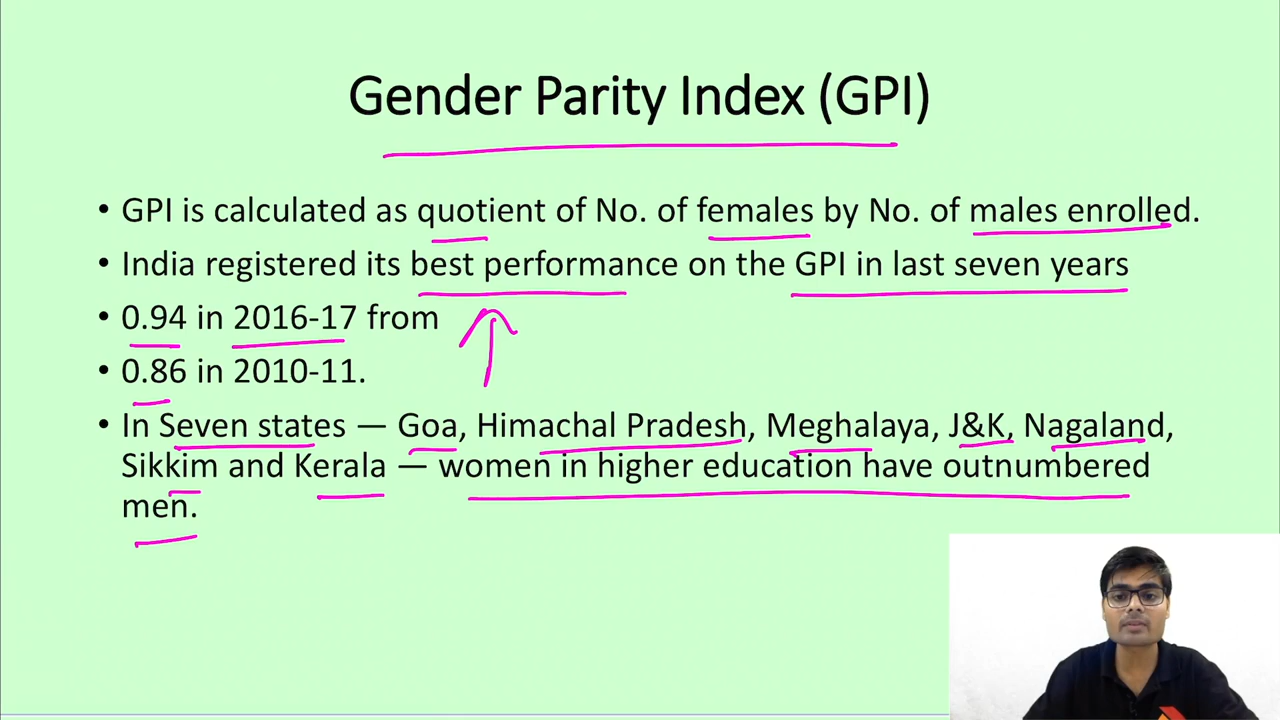 Gender Parity Index (GPI)
• GPI is calculated as quotient of No. of females by No. of males enrolled.
• India registered its best performance on the GPI in last seven years
• 0.94 in 2016-17 from
• 0.86 in 2010-11.
• In Seven states — Goa, Himachal Pradesh, Meghalaya, J&K, Nagaland,
Sikkim and Kerala — women in higher education have outnumbered
men.